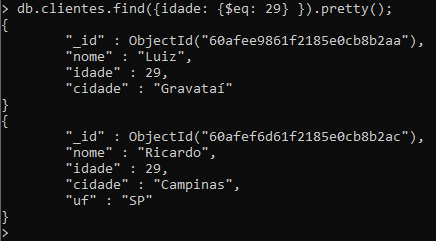 > db.clientes.find({idade: {$eq: 29} }).pretty();
{
        "_id" : ObjectId("60afee9861f2185e0cb8b2aa"),
        "nome" : "Luiz",
        "idade" : 29,
        "cidade" : "Gravataí"
}
{
        "_id" : ObjectId("60afef6d61f2185e0cb8b2ac"),
        "nome" : "Ricardo",
        "idade" : 29,
        "cidade" : "Campinas",
        "uf" : "SP"
}
>